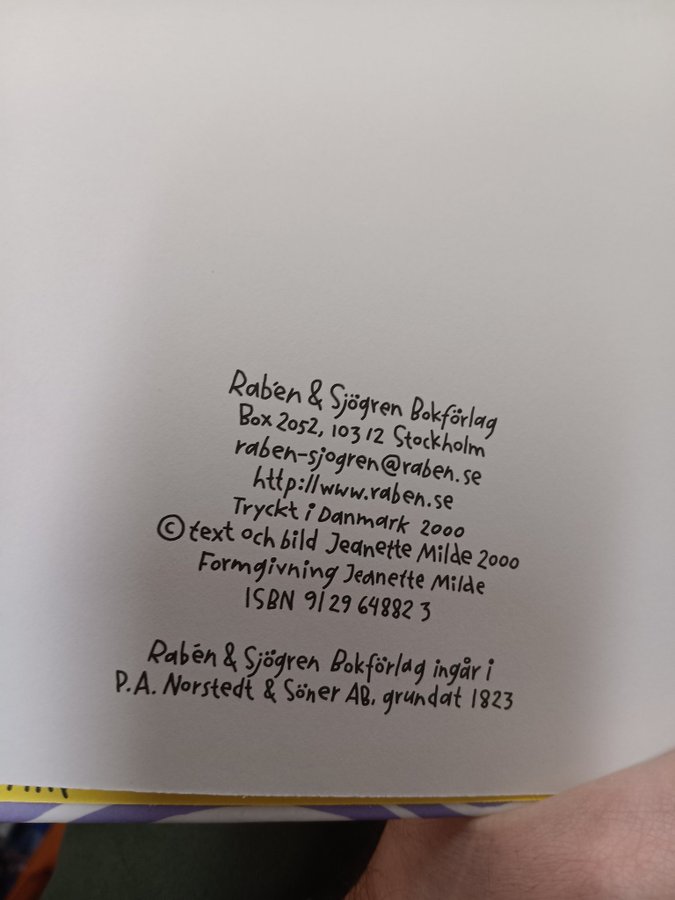 Rabén & Sjögren Bokförlag
Box 2052, 103 12 Stockholm
raben-sjogren@raben.se
http://www.raben.se
Tryckt i Danmark 2000
© text och bild Jeanette Milde 2000
Formgivning Jeanette Milde
ISBN 91 29 64882 3
Rabén & Sjögren Bokförlag ingår i
P.A. Norstedt & Söner AB, grundat 1823